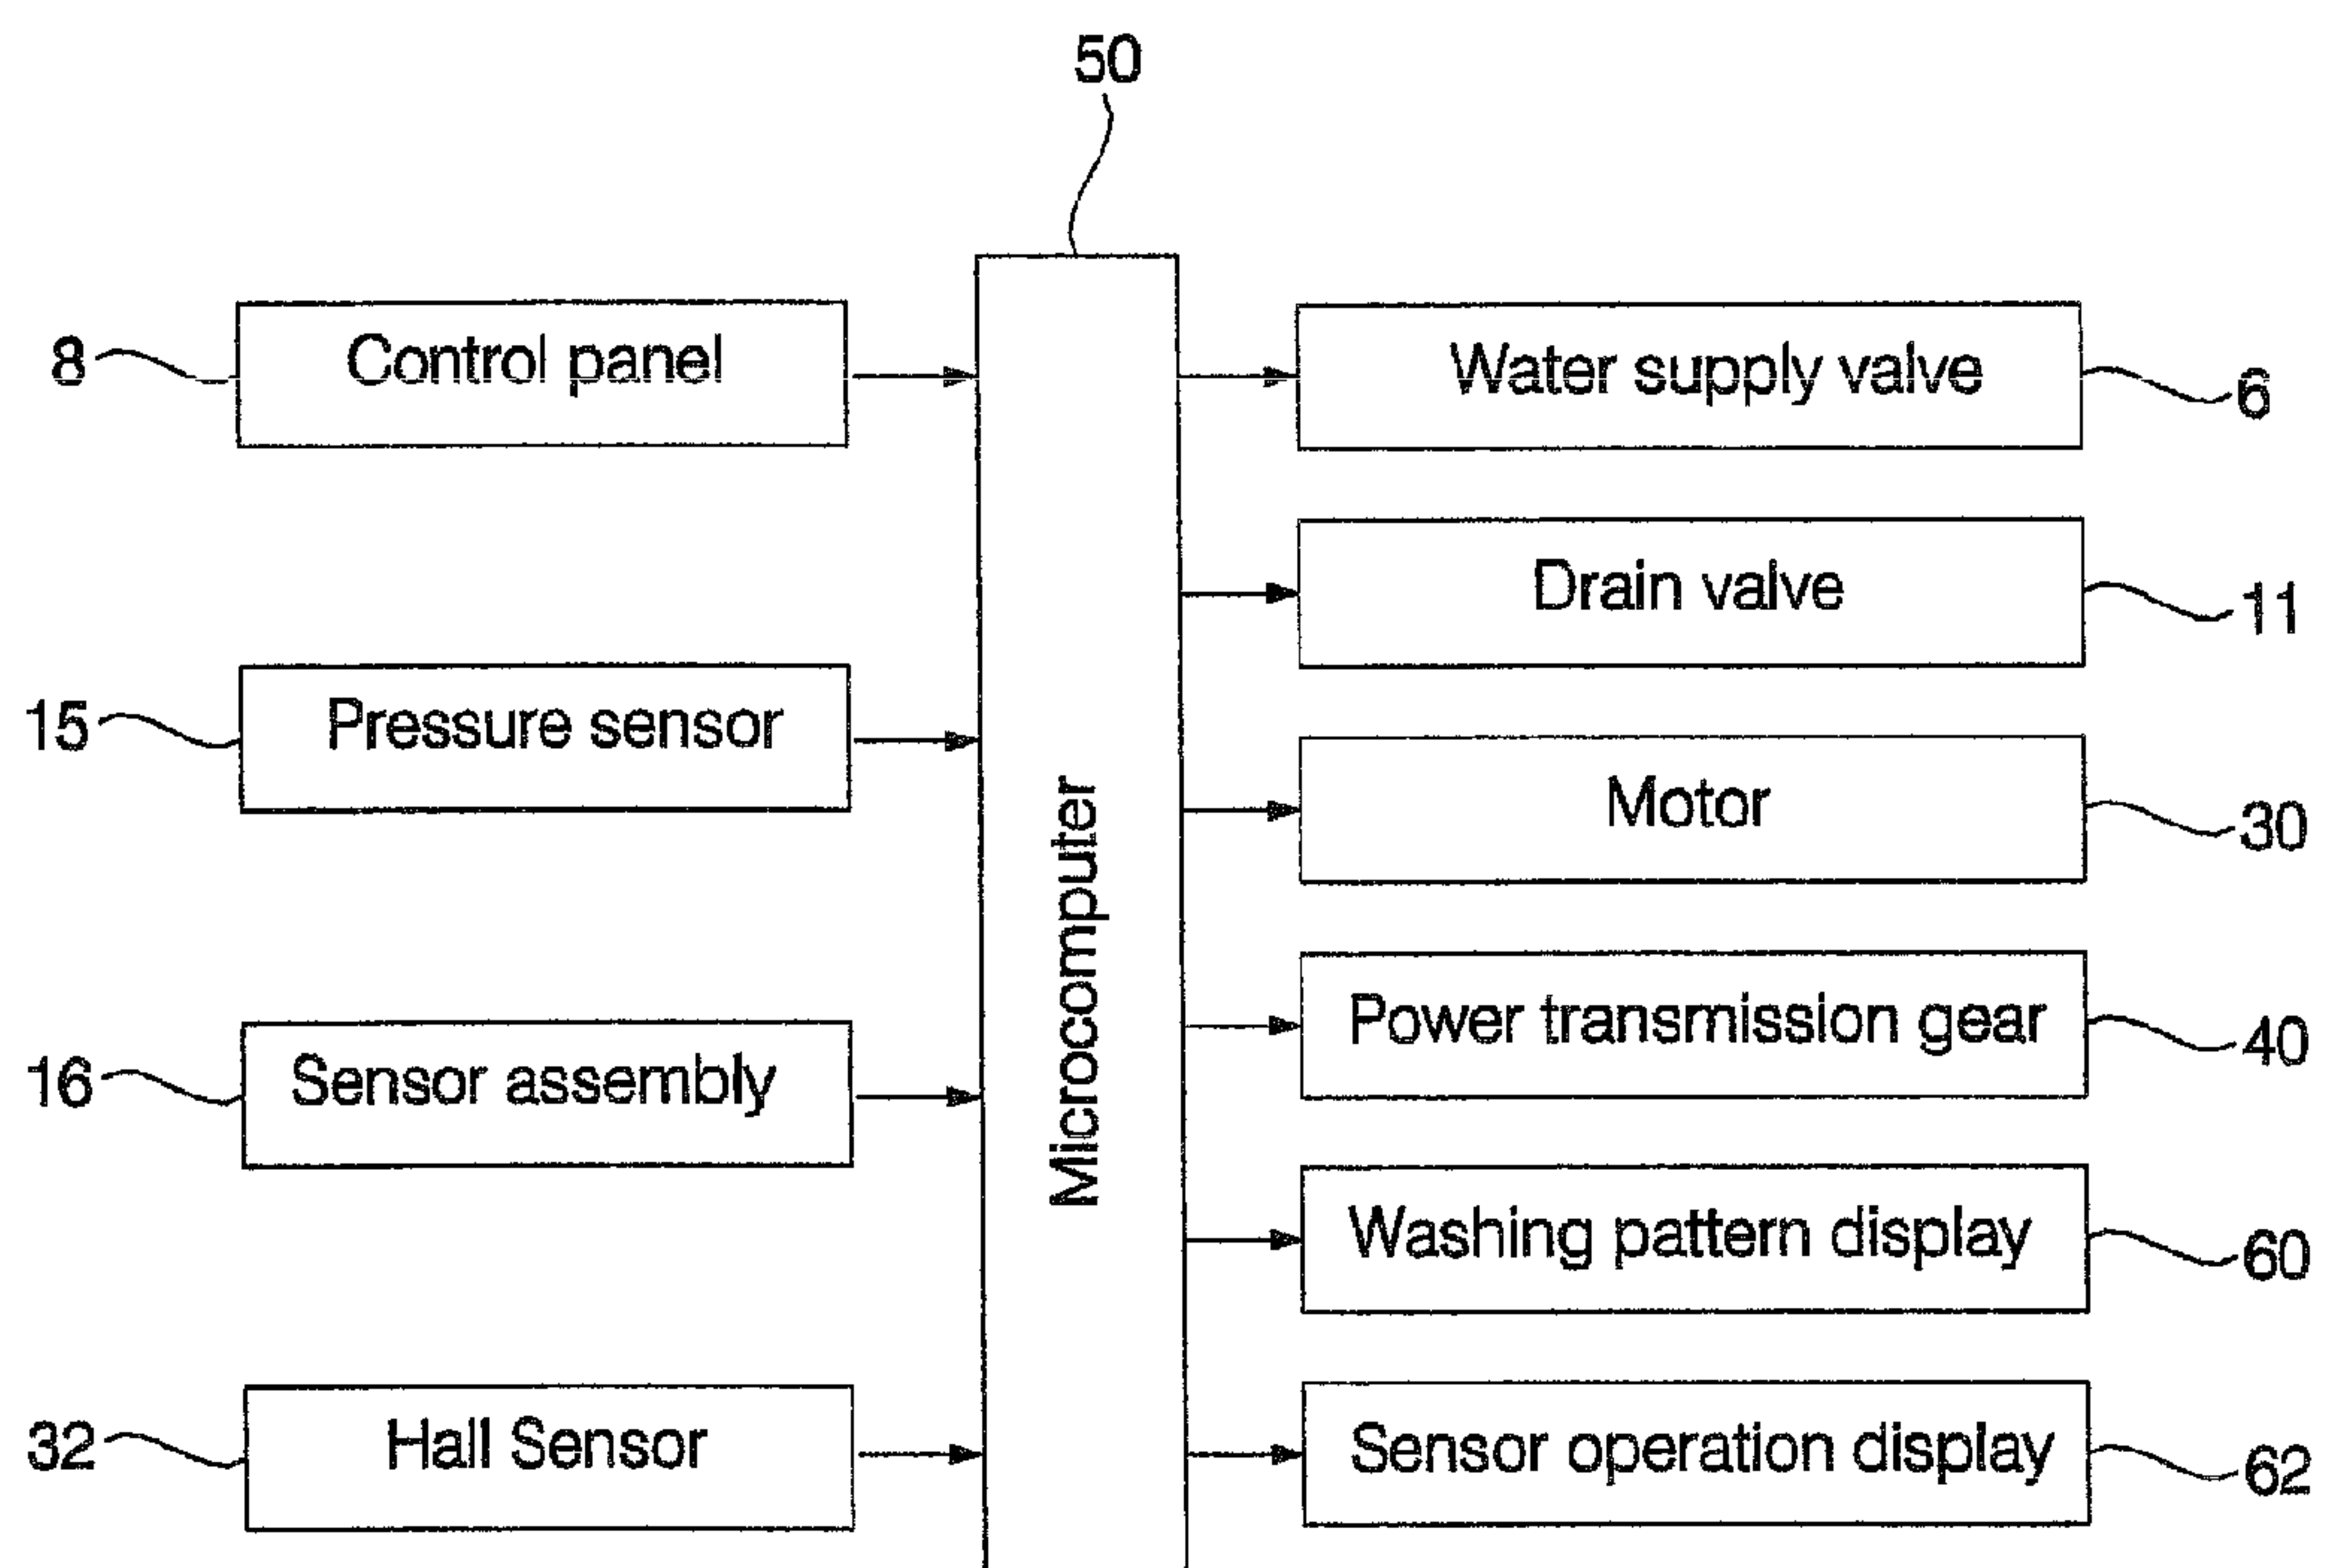 50
8
Control panel
Water supply valve
6
Drain valve
11
15
Pressure sensor
Motor
30
Microcomputer
16
Sensor assembly
Power transmission gear
40
Washing pattern display
60
32
Hall Sensor
Sensor operation display
62